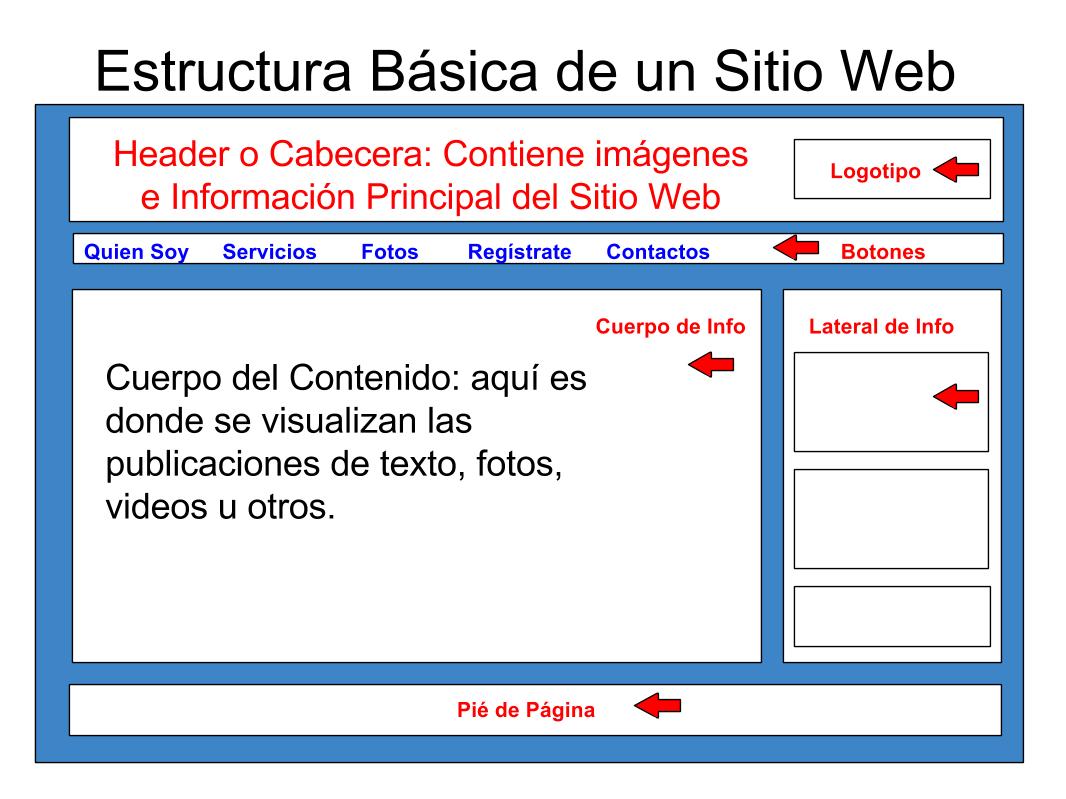 Estructura Básica de un Sitio Web
Header o Cabecera: Contiene imágenes
e Información Principal del Sitio Web
Logotipo
Quien Soy Servicios Fotos Regístrate Contactos Botones
Cuerpo de Info
Cuerpo del Contenido: aquí es
donde se visualizan las
publicaciones de texto, fotos,
videos u otros.
Lateral de Info
Pié de Página